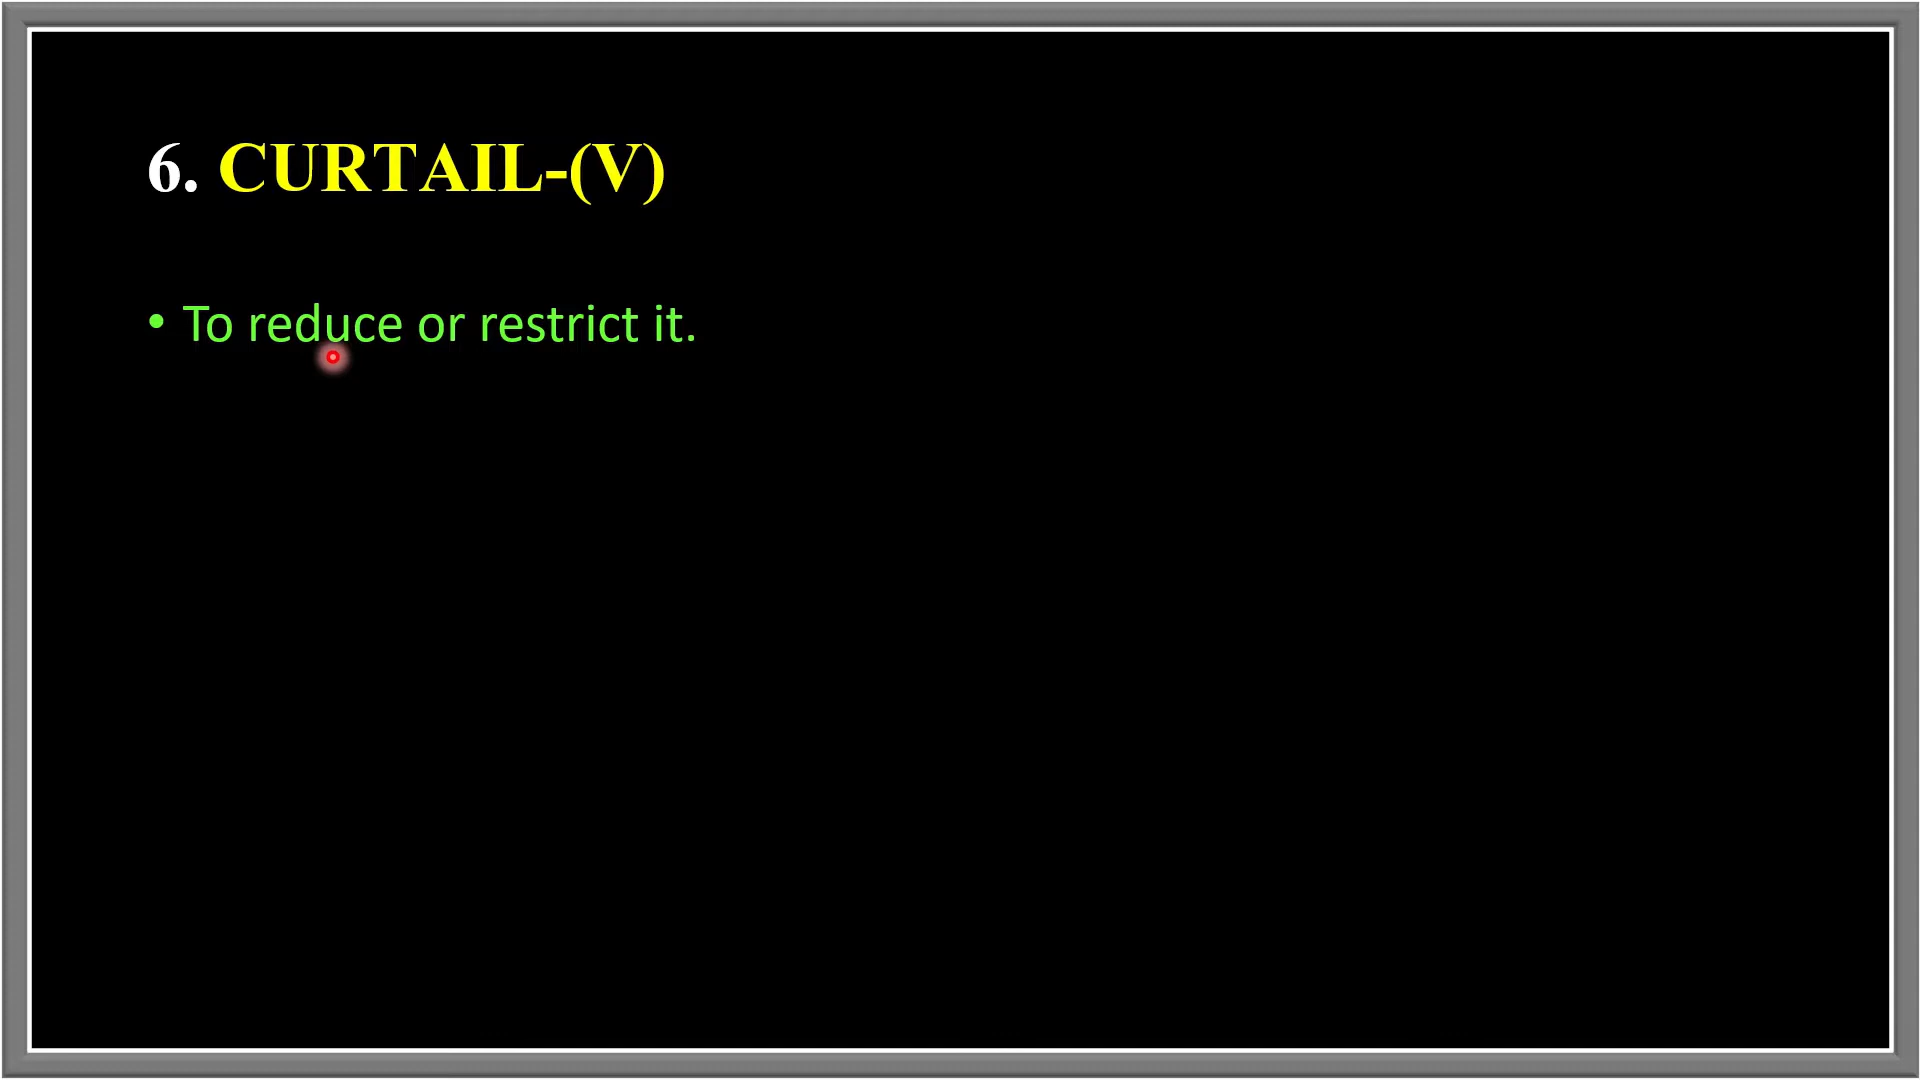 6. CURTAIL-(V)
• To reduce or restrict it.